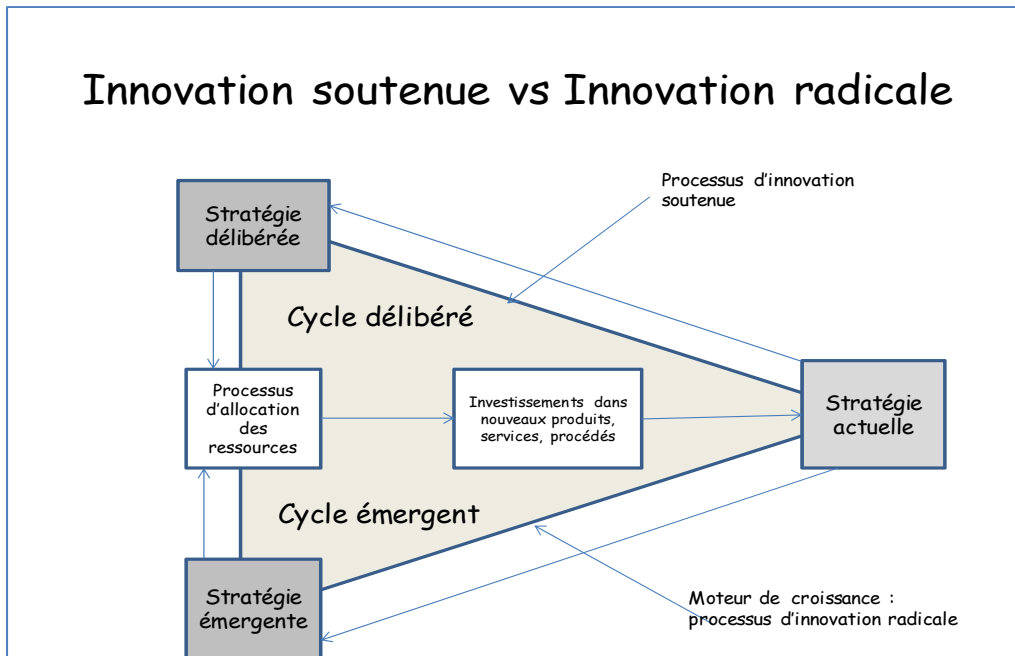 Innovation soutenue vs Innovation radicale
Processus d'innovation
soutenue
Stratégie
délibérée
Cycle délibéré
Processus
d'allocation
des
ressources
Investissements dans
nouveaux produits,
services, procédés
Stratégie
actuelle
Cycle émergent
Stratégie
émergente
Moteur de croissance :
processus d'innovation radicale